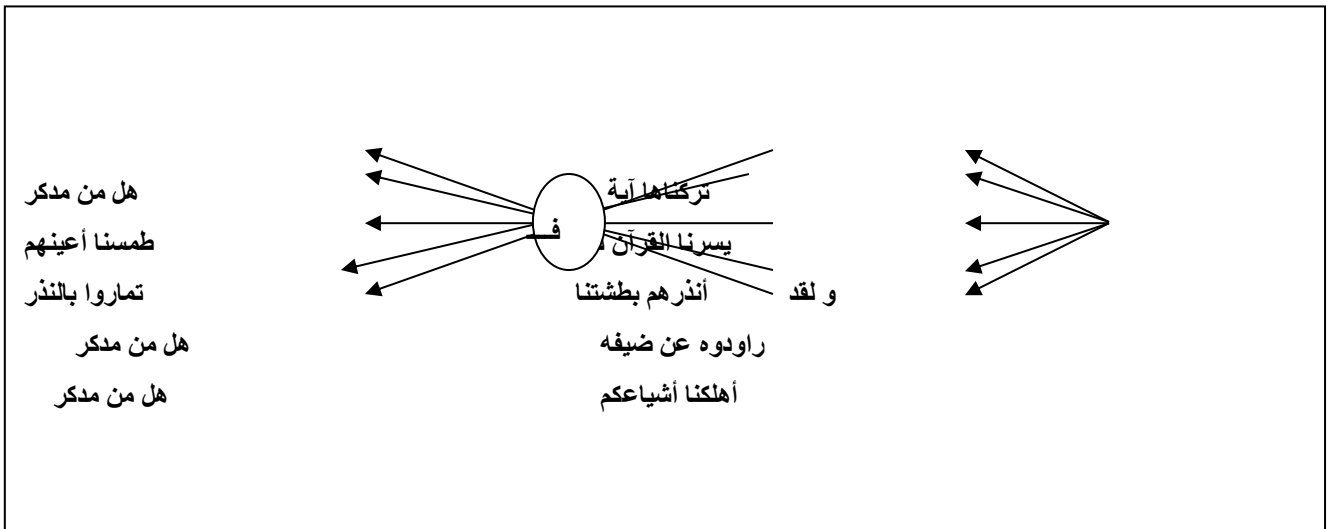 تركناها آية هل من مدكر
يسرنا القرآن فـــ طمسنا أعينهم
و لقد أنذرهم بطشتنا تماروا بالنذر
راودوه عن ضيفه هل من مدكر
أهلكنا أشياعكم هل من مدكر